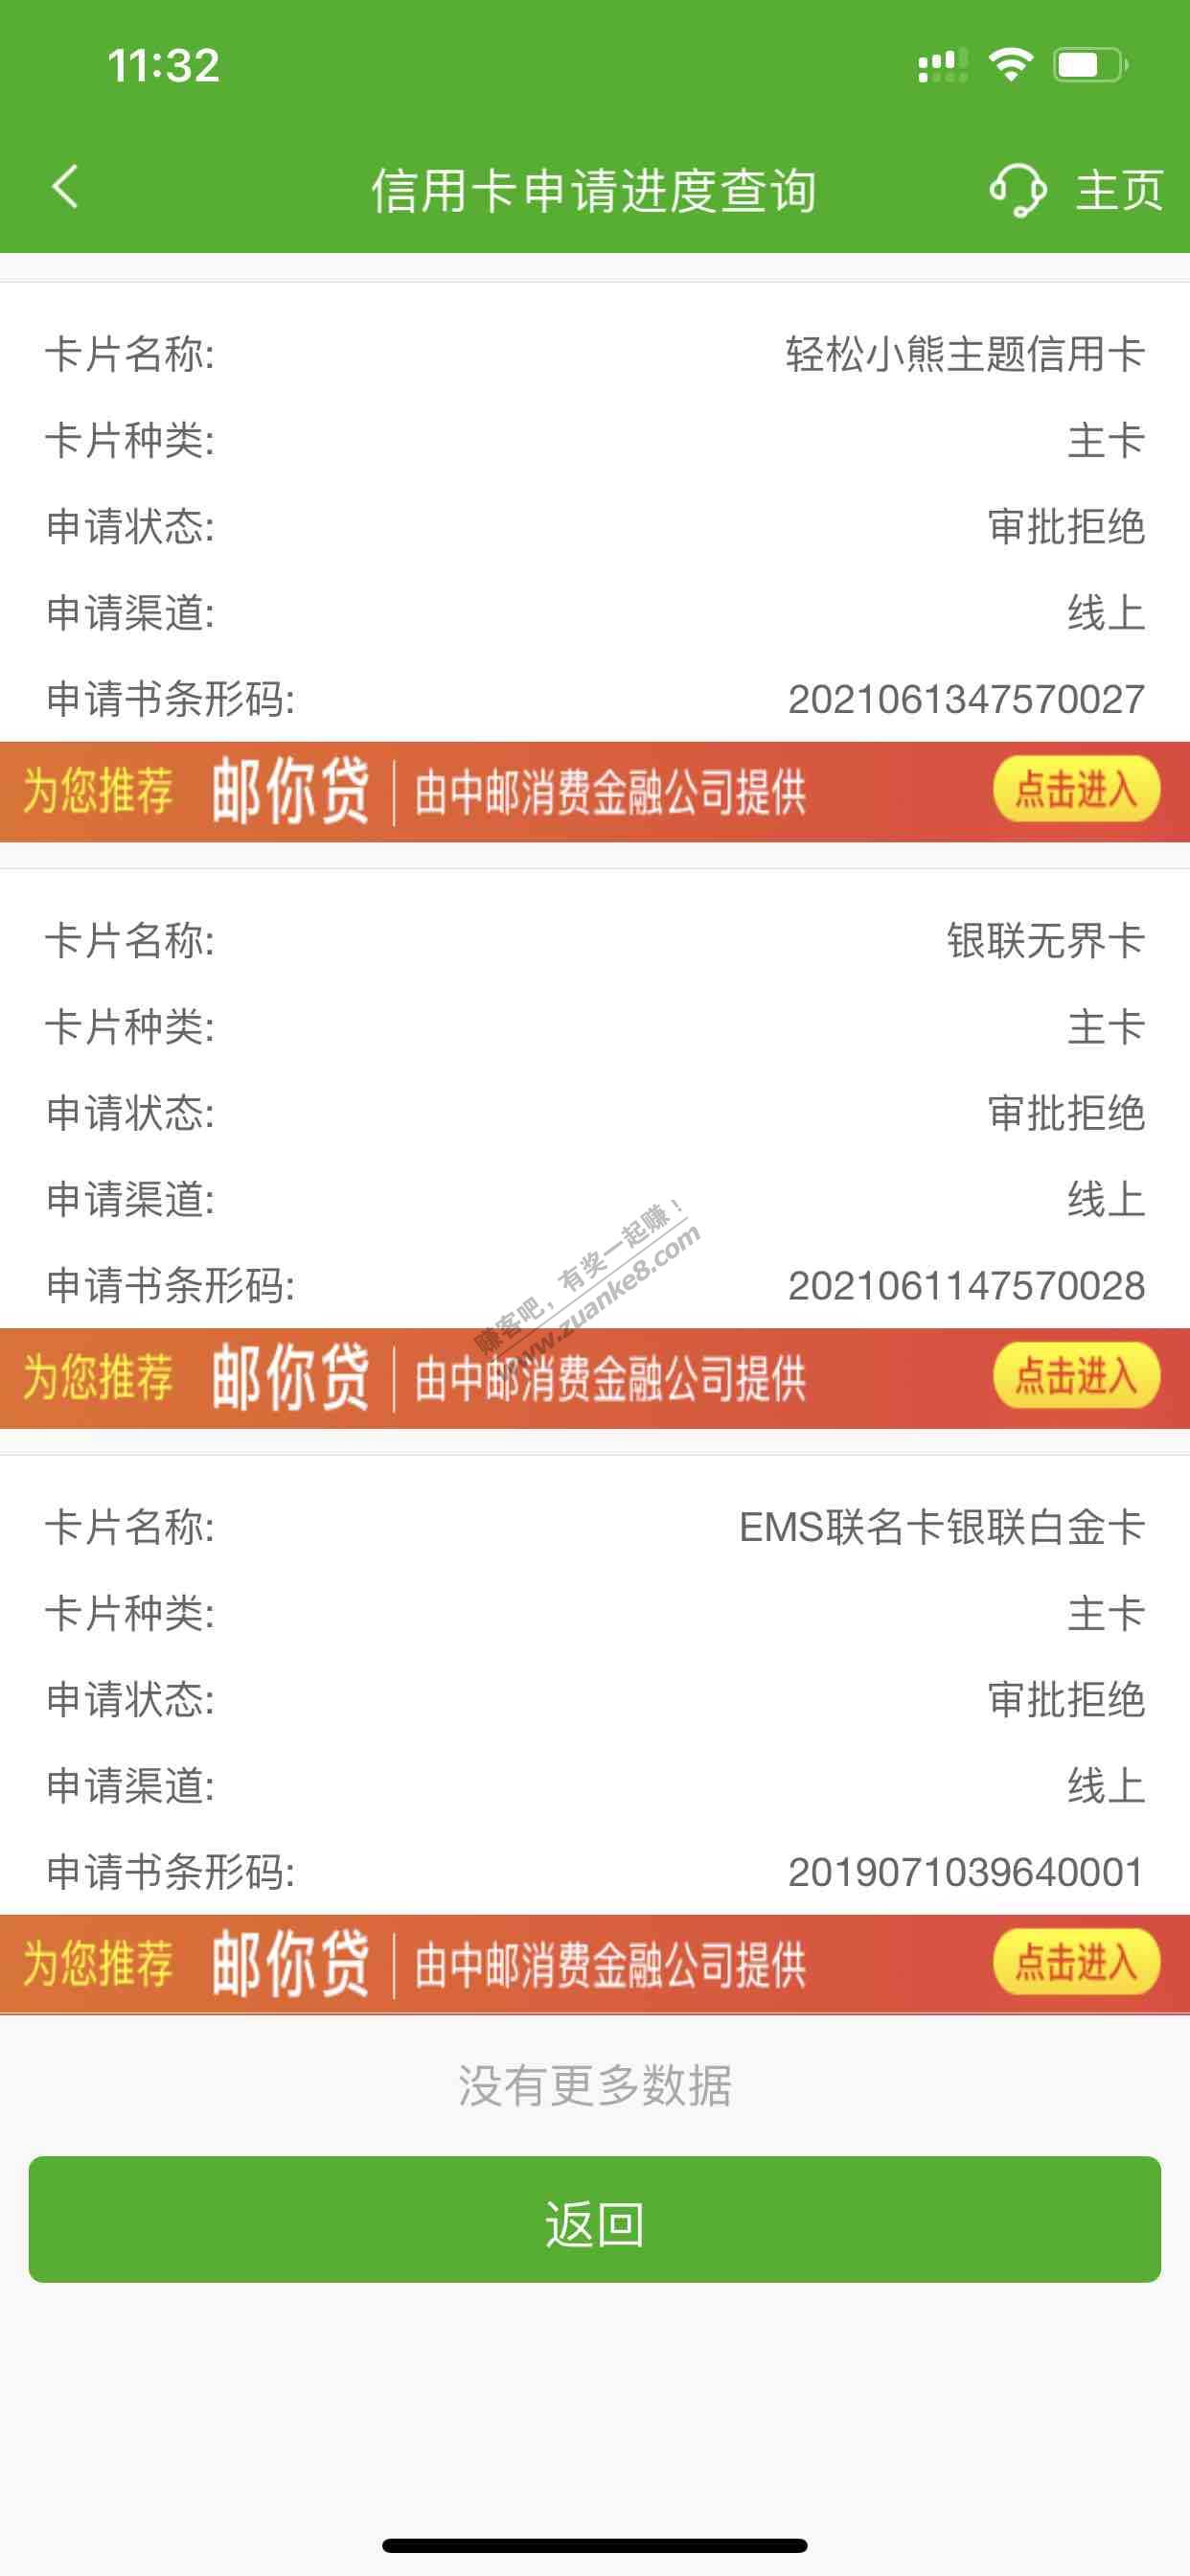 11:32
信用卡申请进度查询 主页
卡片名称: 轻松小熊主题信用卡
卡片种类: 主卡
申请状态: 审批拒绝
申请渠道: 线上
申请书条形码: 2021061347570027
为您推荐 邮你贷 | 由中邮消费金融公司提供 点击进入
卡片名称: 银联无界卡
卡片种类: 主卡
申请状态: 审批拒绝
申请渠道: 线上
申请书条形码: 2021061147570028
赚客吧，有奖一起赚！
www.zuanke8.com
为您推荐 邮你贷 | 由中邮消费金融公司提供 点击进入
卡片名称: EMS联名卡银联白金卡
卡片种类: 主卡
申请状态: 审批拒绝
申请渠道: 线上
申请书条形码: 2019071039640001
为您推荐 邮你贷 | 由中邮消费金融公司提供 点击进入
没有更多数据
返回